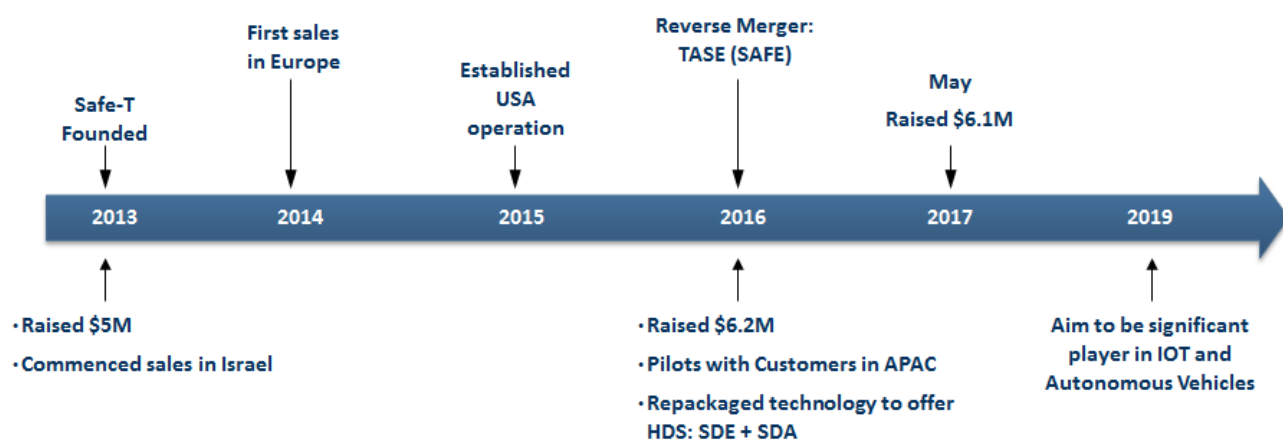 Safe-T
Founded
First sales
in Europe
Established
USA
operation
Reverse Merger:
TASE (SAFE)
May
Raised $6.1M
2013
2014
2015
2016
2017
2019
· Raised $5M
· Commenced sales in Israel
· Raised $6.2M
· Pilots with Customers in APAC
· Repackaged technology to offer
HDS: SDE + SDA
Aim to be significant
player in IOT and
Autonomous Vehicles